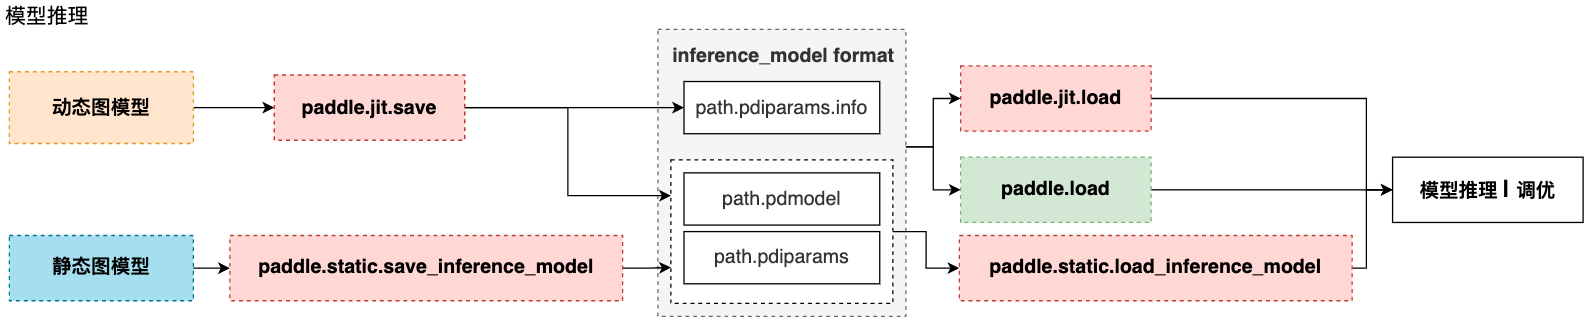 模型推理
动态图模型
paddle.jit.save
inference_model format
path.pdiparams.info
path.pdmodel
path.pdiparams
静态图模型
paddle.static.save_inference_model
paddle.jit.load
paddle.load
paddle.static.load_inference_model
模型推理 | 调优